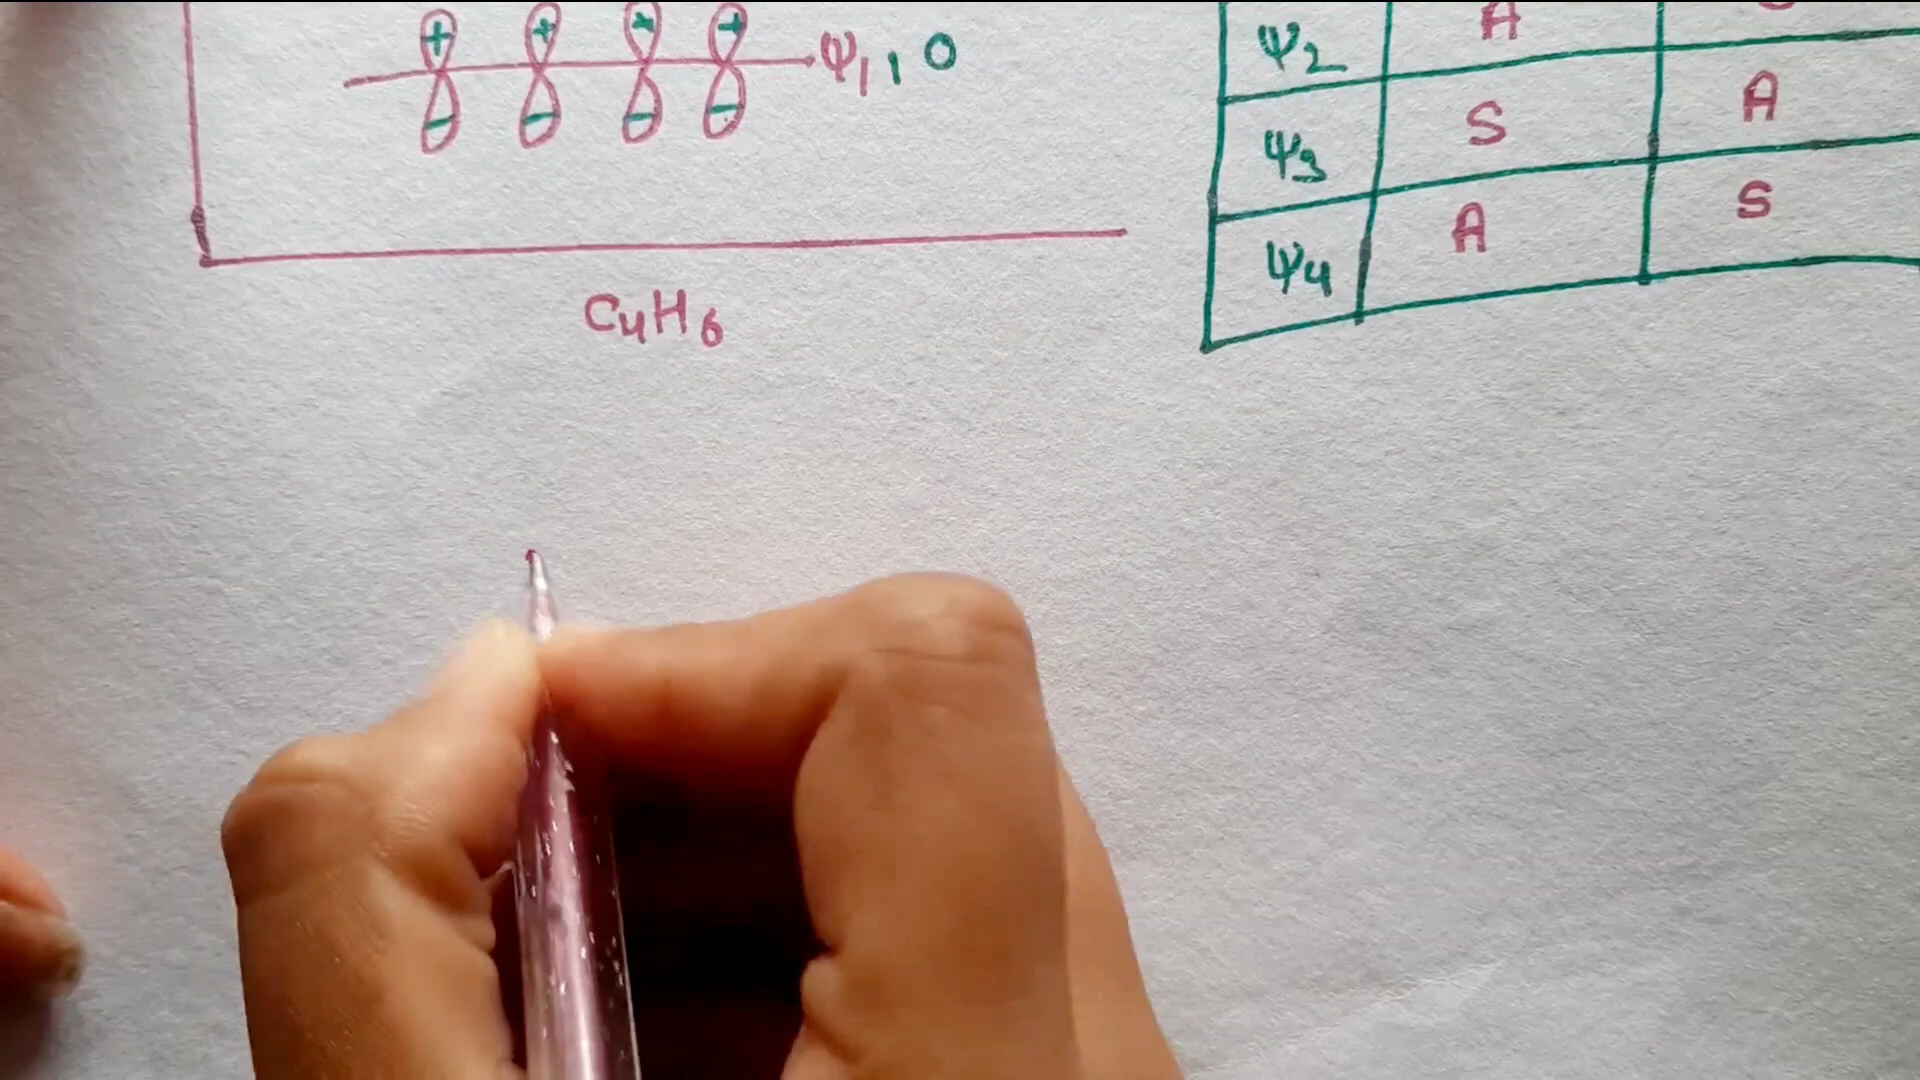 + + + + ψ1, 0
- - - -
C4H6
ψ2 A
ψ3 S A
ψ4 A S